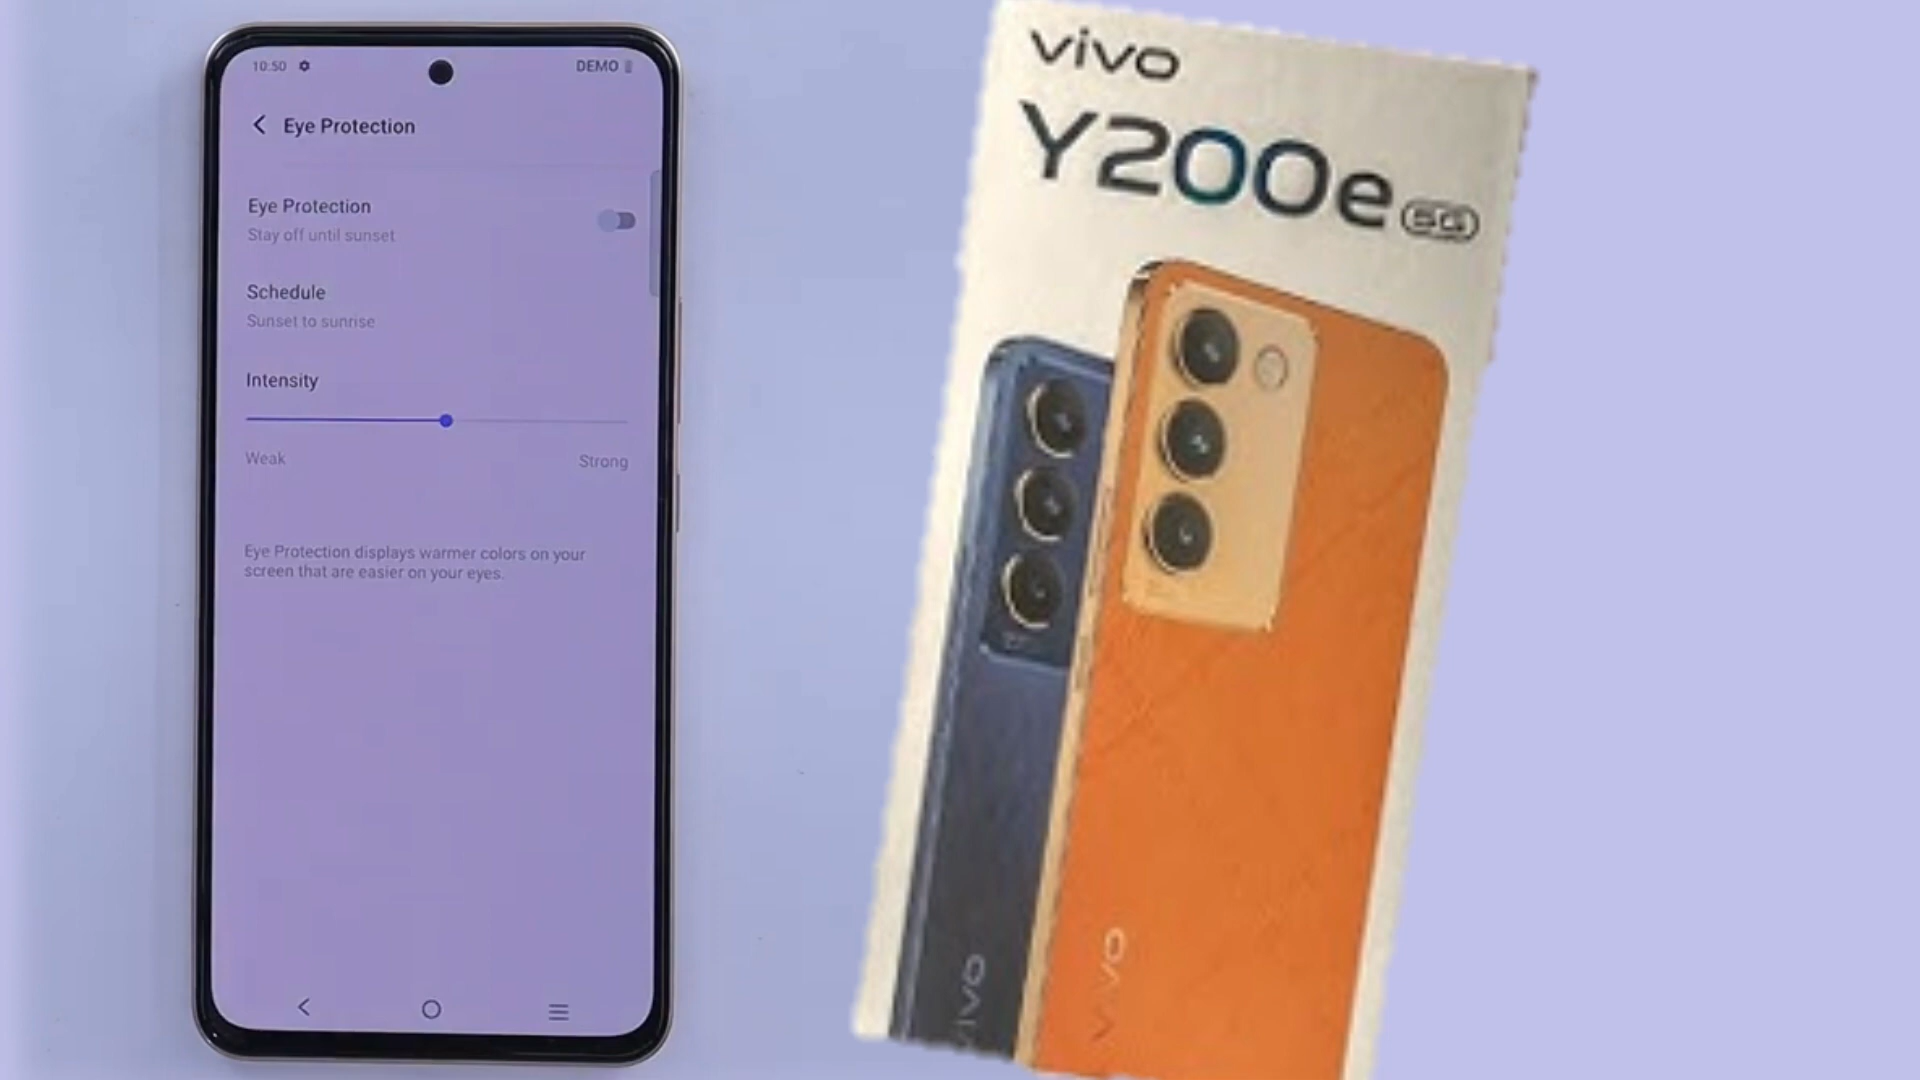 10:50
DEMO
Eye Protection
Eye Protection
Stay off until sunset
Schedule
Sunset to sunrise
Intensity
Weak
Strong
Eye Protection displays warmer colors on your
screen that are easier on your eyes.
vivo
Y200e 5G
vivo
vivo